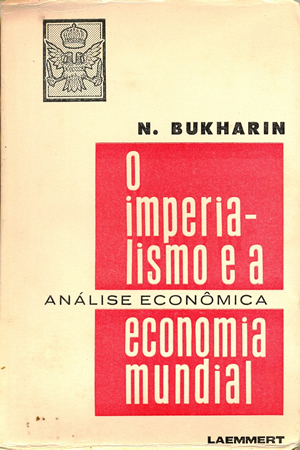 N. BUKHARIN
O
imperia-
lismo e a
ANÁLISE ECONÔMICA
economia
mundial
LAEMMERT